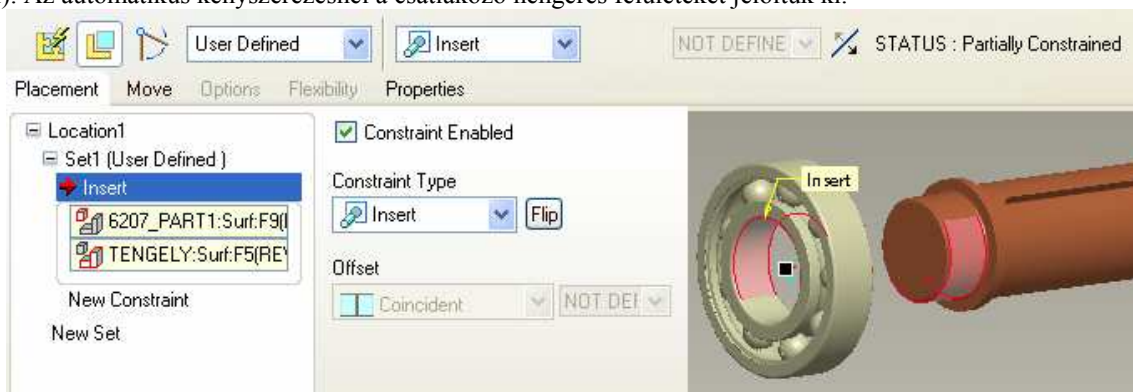 ). Az automatikus kényszerezésnél a csatlakozó hengeres felületeket jelöltük ki.
User Defined Insert NOT DEFINE STATUS : Partially Constrained
Placement Move Options Flexibility Properties
Location1
Set1 (User Defined )
Insert
6207_PART1:Surf:F9(
TENGELY:Surf:F5(RE
New Constraint
New Set
Constraint Enabled
Constraint Type
Insert Flip
Offset
Coincident NOT DEF
Insert